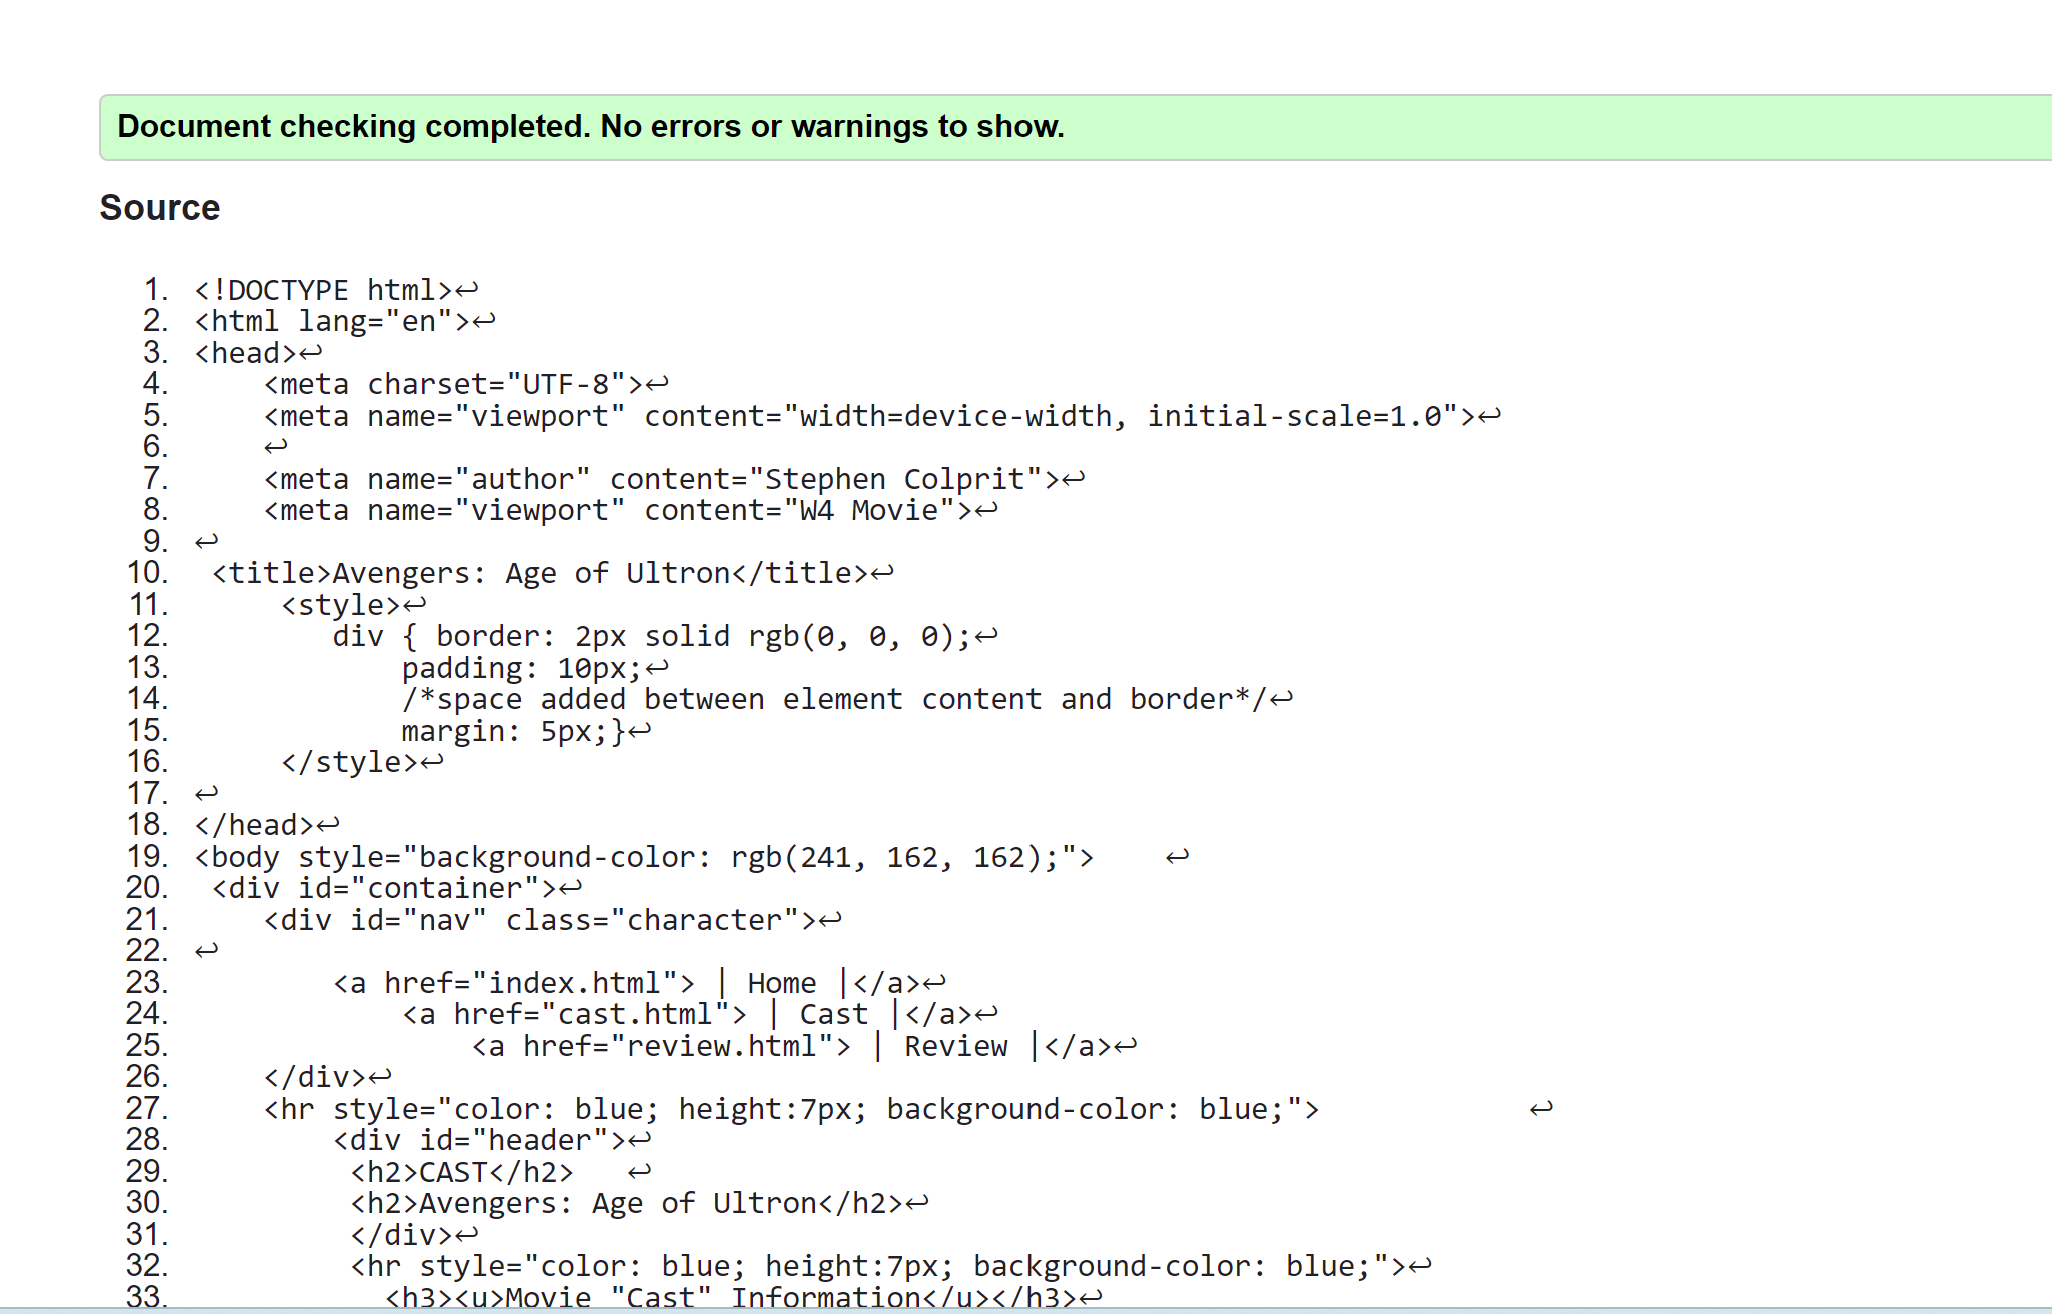 Document checking completed. No errors or warnings to show.
Source
1. <!DOCTYPE html>↩
2. <html lang="en">↩
3. <head>↩
4.     <meta charset="UTF-8">↩
5.     <meta name="viewport" content="width=device-width, initial-scale=1.0">↩
6.     ↩
7.     <meta name="author" content="Stephen Colprit">↩
8.     <meta name="viewport" content="W4 Movie">↩
9. ↩
10.  <title>Avengers: Age of Ultron</title>↩
11.      <style>↩
12.         div { border: 2px solid rgb(0, 0, 0);↩
13.             padding: 10px;↩
14.             /*space added between element content and border*/↩
15.             margin: 5px;}↩
16.      </style>↩
17. ↩
18. </head>↩
19. <body style="background-color: rgb(241, 162, 162);">    ↩
20.  <div id="container">↩
21.     <div id="nav" class="character">↩
22. ↩
23.         <a href="index.html"> | Home |</a>↩
24.             <a href="cast.html"> | Cast |</a>↩
25.                 <a href="review.html"> | Review |</a>↩
26.     </div>↩
27.     <hr style="color: blue; height:7px; background-color: blue;">            ↩
28.         <div id="header">↩
29.          <h2>CAST</h2>   ↩
30.          <h2>Avengers: Age of Ultron</h2>↩
31.          </div>↩
32.          <hr style="color: blue; height:7px; background-color: blue;">↩
33.            <h3><u>Movie "Cast" Information</u></h3>↩